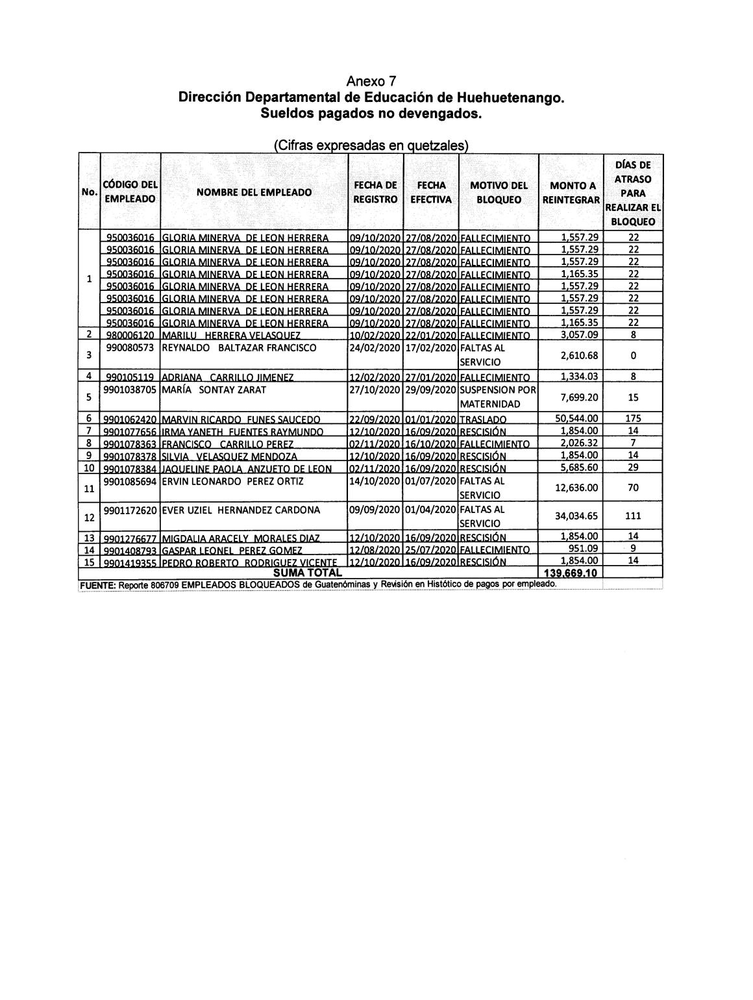 Anexo 7
Dirección Departamental de Educación de Huehuetenango.
Sueldos pagados no devengados.
(Cifras expresadas en quetzales)
No. CÓDIGO DEL EMPLEADO NOMBRE DEL EMPLEADO FECHA DE REGISTRO FECHA EFECTIVA MOTIVO DEL BLOQUEO MONTO A REINTEGRAR DÍAS DE ATRASO PARA REALIZAR EL BLOQUEO
1 950036016 GLORIA MINERVA DE LEON HERRERA 09/10/2020 27/08/2020 FALLECIMIENTO 1,557.29 22
950036016 GLORIA MINERVA DE LEON HERRERA 09/10/2020 27/08/2020 FALLECIMIENTO 1,557.29 22
950036016 GLORIA MINERVA DE LEON HERRERA 09/10/2020 27/08/2020 FALLECIMIENTO 1,557.29 22
950036016 GLORIA MINERVA DE LEON HERRERA 09/10/2020 27/08/2020 FALLECIMIENTO 1,165.35 22
950036016 GLORIA MINERVA DE LEON HERRERA 09/10/2020 27/08/2020 FALLECIMIENTO 1,557.29 22
950036016 GLORIA MINERVA DE LEON HERRERA 09/10/2020 27/08/2020 FALLECIMIENTO 1,557.29 22
950036016 GLORIA MINERVA DE LEON HERRERA 09/10/2020 27/08/2020 FALLECIMIENTO 1,557.29 22
950036016 GLORIA MINERVA DE LEON HERRERA 09/10/2020 27/08/2020 FALLECIMIENTO 1,165.35 22
2 980006120 MARILU HERRERA VELASQUEZ 10/02/2020 22/01/2020 FALLECIMIENTO 3,057.09 8
3 990080573 REYNALDO BALTAZAR FRANCISCO 24/02/2020 17/02/2020 FALTAS AL SERVICIO 2,610.68 0
4 990105119 ADRIANA CARRILLO JIMENEZ 12/02/2020 27/01/2020 FALLECIMIENTO 1,334.03 8
5 9901038705 MARÍA SONTAY ZARAT 27/10/2020 29/09/2020 SUSPENSION POR MATERNIDAD 7,699.20 15
6 9901062420 MARVIN RICARDO FUNES SAUCEDO 22/09/2020 01/01/2020 TRASLADO 50,544.00 175
7 9901077656 IRMA YANETH FUENTES RAYMUNDO 12/10/2020 16/09/2020 RESCISIÓN 1,854.00 14
8 9901078363 FRANCISCO CARRILLO PEREZ 02/11/2020 16/10/2020 FALLECIMIENTO 2,026.32 7
9 9901078378 SILVIA VELASQUEZ MENDOZA 12/10/2020 16/09/2020 RESCISIÓN 1,854.00 14
10 9901078384 JAQUELINE PAOLA ANZUETO DE LEON 02/11/2020 16/09/2020 RESCISIÓN 5,685.60 29
11 9901085694 ERVIN LEONARDO PEREZ ORTIZ 14/10/2020 01/07/2020 FALTAS AL SERVICIO 12,636.00 70
12 9901172620 EVER UZIEL HERNANDEZ CARDONA 09/09/2020 01/04/2020 FALTAS AL SERVICIO 34,034.65 111
13 9901276677 MIGDALIA ARACELY MORALES DIAZ 12/10/2020 16/09/2020 RESCISIÓN 1,854.00 14
14 9901408793 GASPAR LEONEL PEREZ GOMEZ 12/08/2020 25/07/2020 FALLECIMIENTO 951.09 9
15 9901419355 PEDRO ROBERTO RODRIGUEZ VICENTE 12/10/2020 16/09/2020 RESCISIÓN 1,854.00 14
SUMA TOTAL 139,669.10
FUENTE: Reporte 806709 EMPLEADOS BLOQUEADOS de Guatenóminas y Revisión en Histótico de pagos por empleado.